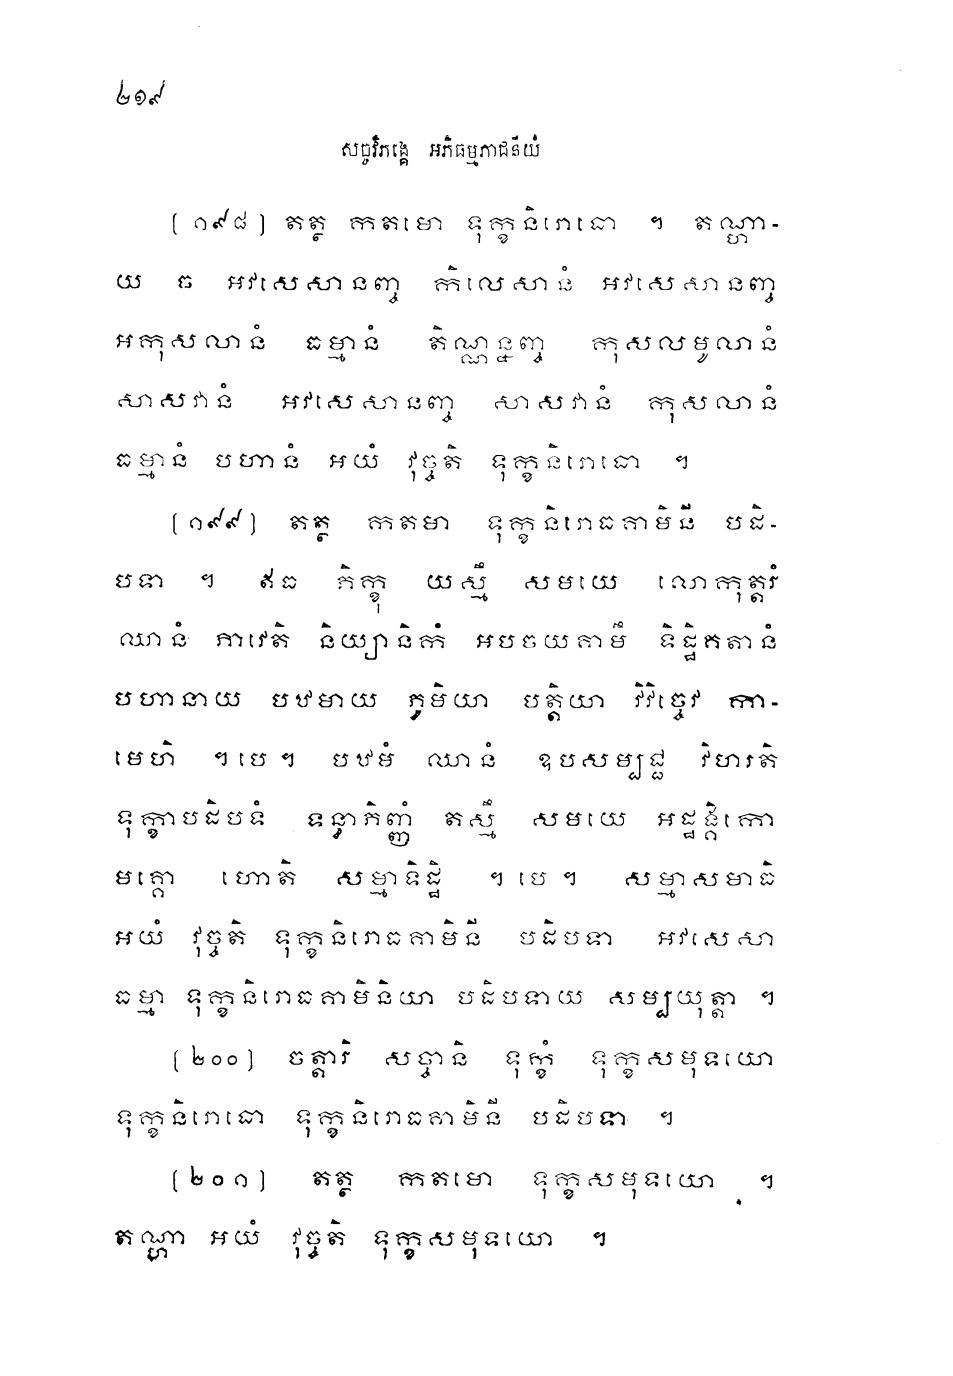 ២១៩
សច្ចវិភង្គេ អភិធម្មភាជនីយំ
(១៩៨) តត្ថ កតមោ ទុក្ខនិរោធោ ។ តណ្ហា-
យ ច អវសេសានញ្ច កិលេសានំ អវសេសានញ្ច
អកុសលានំ ធម្មានំ តិណ្ណន្នញ្ច កុសលមូលានំ
សាសវានំ អវសេសានញ្ច សាសវានំ កុសលានំ
ធម្មានំ បហានំ អយំ វុច្ចតិ ទុក្ខនិរោធោ ។
(១៩៩) តត្ថ កតមា ទុក្ខនិរោធគាមិនី បដិ-
បទា ។ ឥធ ភិក្ខុ យស្មឹ សមយេ លោកុត្តរំ
ឈានំ ភាវេតិ និយ្យានិកំ អបចយគាមឹ ទិដ្ឋិគតានំ
បហានាយ បឋមាយ ភូមិយា បត្តិយា វិវិច្ចេវ កា-
មេហិ ។ បេ ។ បឋមំ ឈានំ ឧបសម្បជ្ជ វិហរតិ
ទុក្ខាបដិបទំ ទន្ធាភិញ្ញំ តស្មឹ សមយេ អដ្ឋង្គិកោ
មគ្គោ ហោតិ សម្មាទិដ្ឋិ ។ បេ ។ សម្មាសមាធិ
អយំ វុច្ចតិ ទុក្ខនិរោធគាមិនី បដិបទា អវសេសា
ធម្មា ទុក្ខនិរោធគាមិនិយា បដិបទាយ សម្បយុត្តា ។
(២០០) ចត្តារិ សច្ចានិ ទុក្ខំ ទុក្ខសមុទយោ
ទុក្ខនិរោធោ ទុក្ខនិរោធគាមិនី បដិបទា ។
(២០១) តត្ថ កតមោ ទុក្ខសមុទយោ ។
តណ្ហា អយំ វុច្ចតិ ទុក្ខសមុទយោ ។